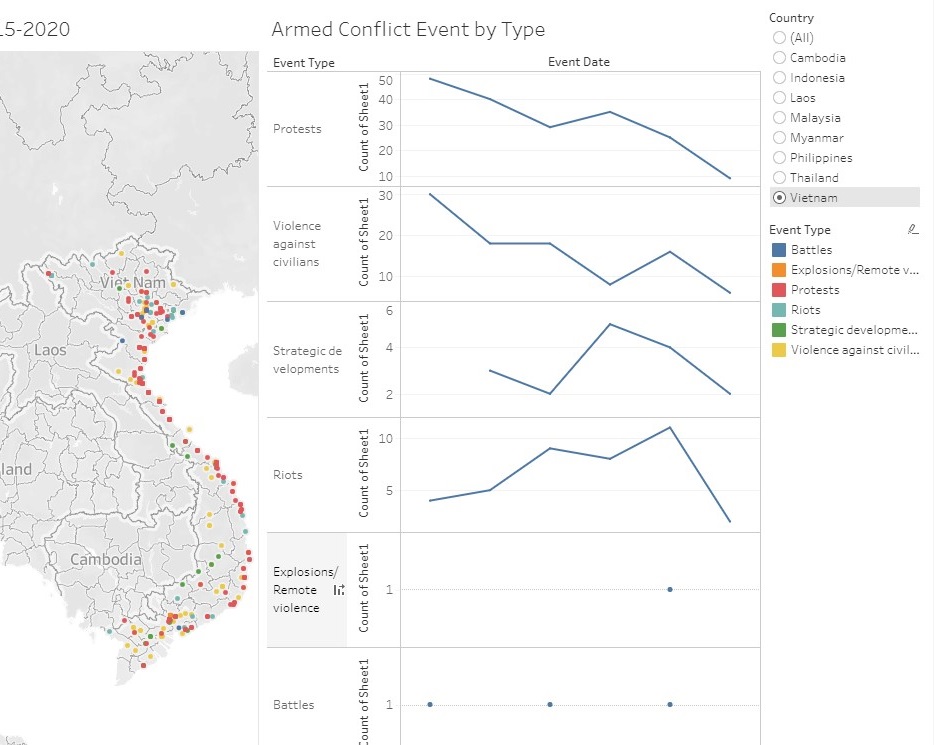 15-2020
Viet Nam
Laos
land
Cambodia
Armed Conflict Event by Type
Event Type
Event Date
Protests
Count of Sheet1
50
40
30
20
10
Violence
against
civilians
Count of Sheet1
30
20
10
Strategic de
velopments
Count of Sheet1
6
4
2
Riots
Count of Sheet1
10
5
Explosions/
Remote
violence
Count of Sheet1
1
Battles
Count of Sheet1
1
Country
(All)
Cambodia
Indonesia
Laos
Malaysia
Myanmar
Philippines
Thailand
Vietnam
Event Type
Battles
Explosions/Remote v...
Protests
Riots
Strategic developme...
Violence against civil...